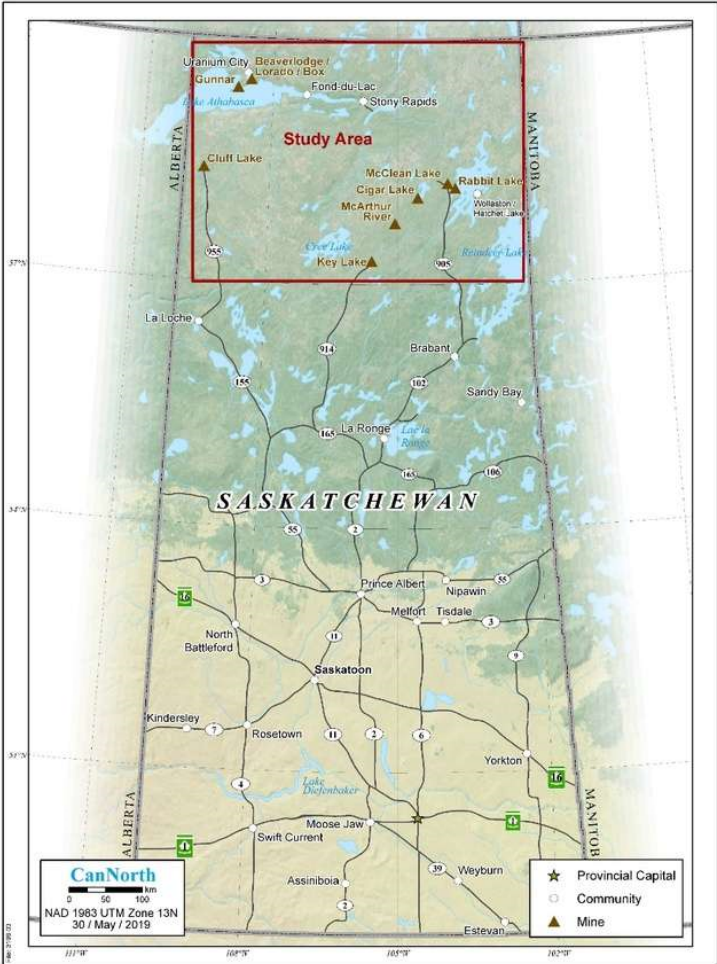 Uranium City
Beaverlodge /
Lorado / Box
Gunnar
Fond-du-Lac
Lake Athabasca
Stony Rapids
ALBERTA
MANITOBA
Study Area
Cluff Lake
McClean Lake
Rabbit Lake
Cigar Lake
Wollaston /
Hatchet Lake
McArthur
River
955
Cree Lake
Reindeer Lake
57°N
Key Lake
905
La Loche
914
Brabant
155
102
Sandy Bay
165
La Ronge
Lac la
Ronge
165
106
SASKATCHEWAN
54°N
55
2
3
Prince Albert
55
16
Nipawin
Melfort
Tisdale
3
North
Battleford
11
9
Saskatoon
Kindersley
7
Rosetown
11
2
6
Yorkton
51°N
16
4
Lake
Diefenbaker
ALBERTA
MANITOB
1
Swift Current
Moose Jaw
1
39
Weyburn
Assiniboia
2
Estevan
CanNorth
0 50 100
km
NAD 1983 UTM Zone 13N
30 / May / 2019
Provincial Capital
Community
Mine
111°W
108°W
105°W
102°W